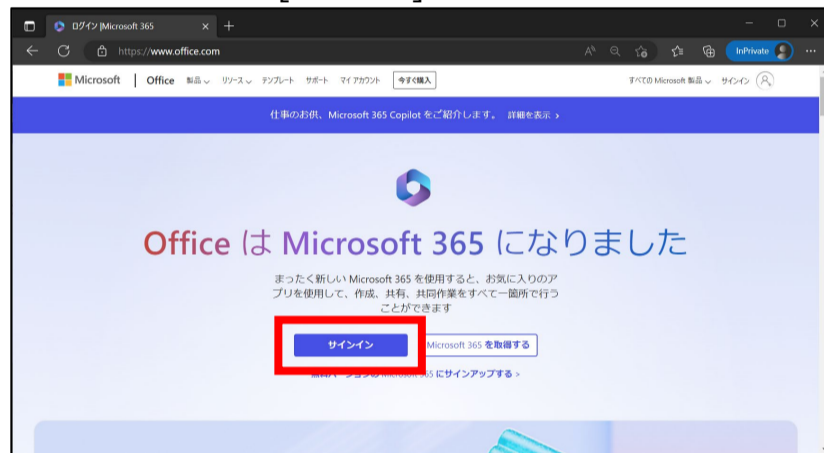 ログイン |Microsoft 365
https://www.office.com
InPrivate
Microsoft Office 製品 リソース テンプレート サポート マイ アカウント 今すぐ購入 すべての Microsoft 製品 サインイン
仕事のお供、Microsoft 365 Copilot をご紹介します。 詳細を表示 >
Office は Microsoft 365 になりました
まったく新しい Microsoft 365 を使用すると、お気に入りのア
プリを使用して、作成、共有、共同作業をすべて一箇所で行う
ことができます
サインイン
Microsoft 365 を取得する
365 にサインアップする >